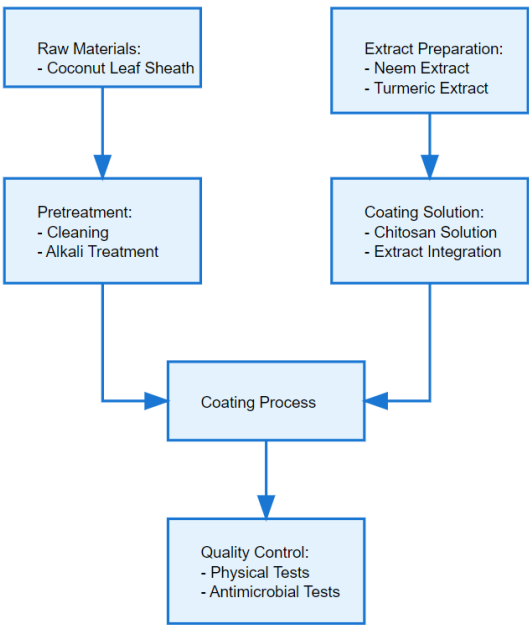 Raw Materials:
- Coconut Leaf Sheath
Extract Preparation:
- Neem Extract
- Turmeric Extract
Pretreatment:
- Cleaning
- Alkali Treatment
Coating Solution:
- Chitosan Solution
- Extract Integration
Coating Process
Quality Control:
- Physical Tests
- Antimicrobial Tests